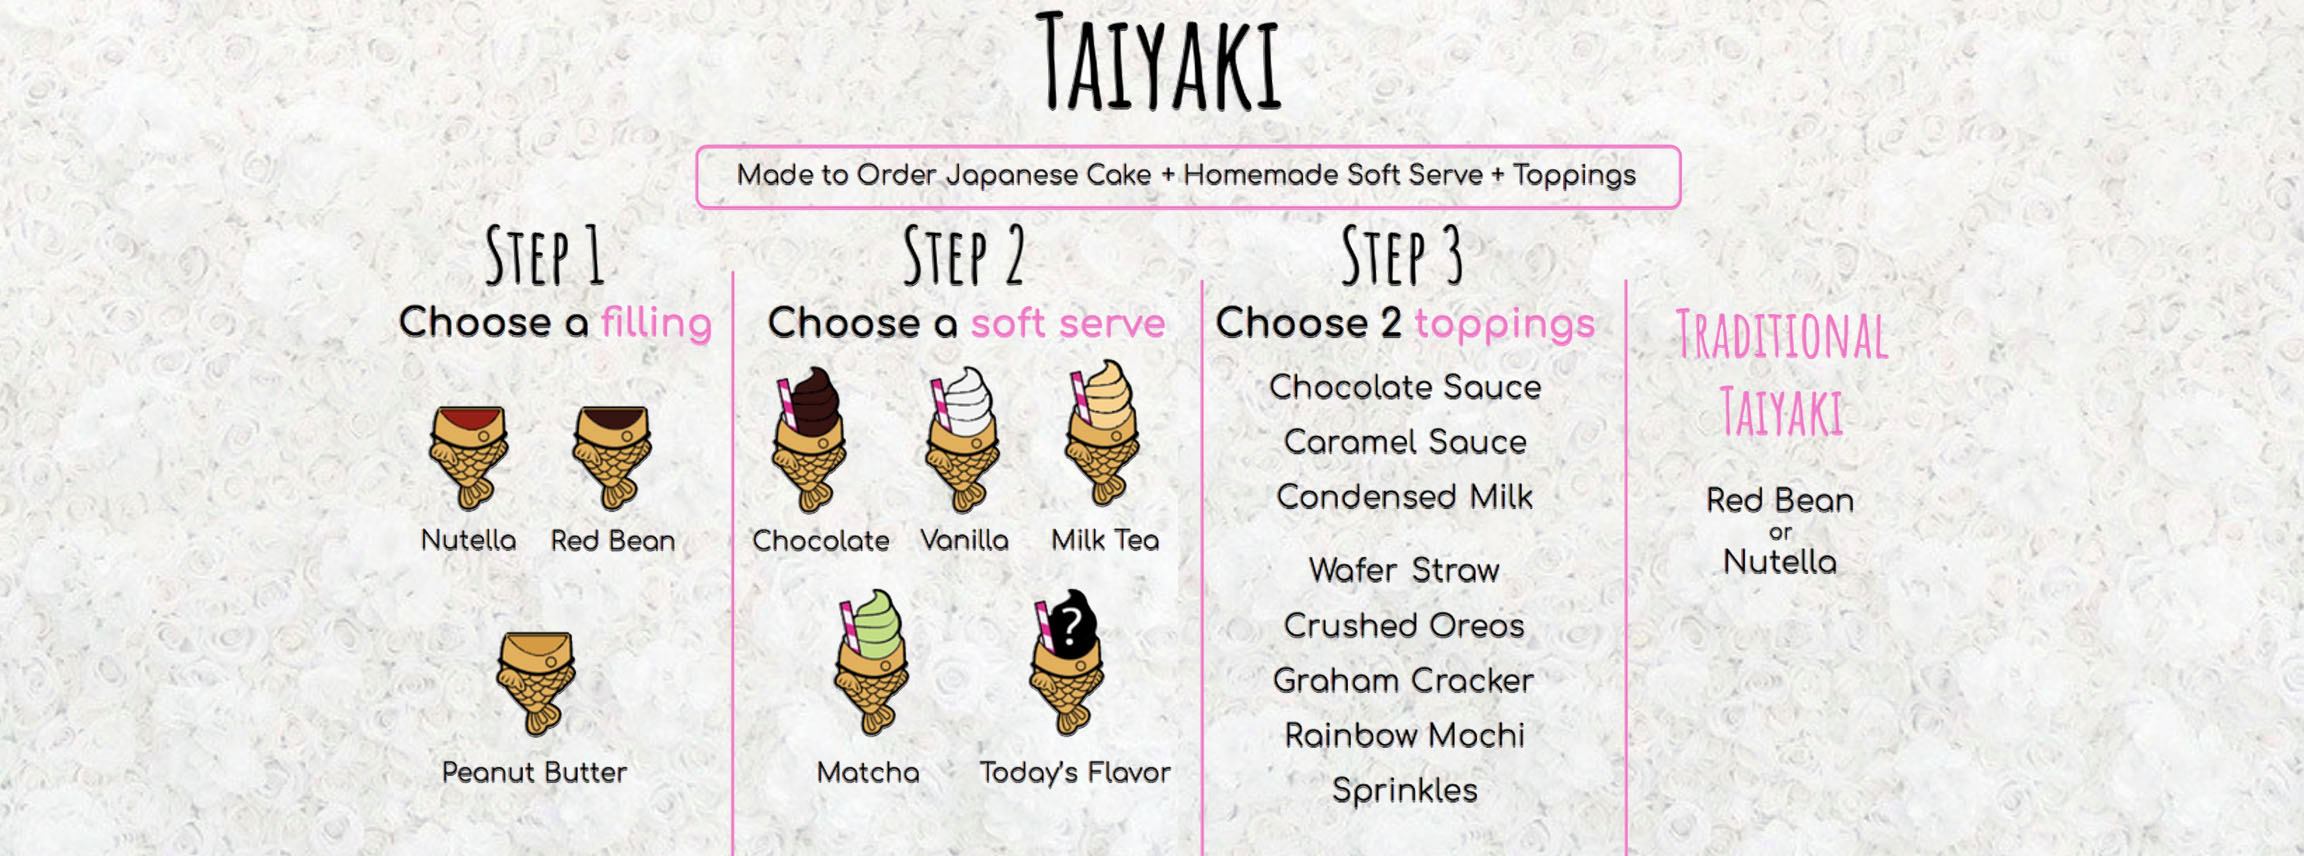 TAIYAKI
Made to Order Japanese Cake + Homemade Soft Serve + Toppings
STEP 1
Choose a filling
Nutella
Red Bean
Peanut Butter
STEP 2
Choose a soft serve
Chocolate
Vanilla
Milk Tea
?
Matcha
Today's Flavor
STEP 3
Choose 2 toppings
Chocolate Sauce
Caramel Sauce
Condensed Milk
Wafer Straw
Crushed Oreos
Graham Cracker
Rainbow Mochi
Sprinkles
TRADITIONAL
TAIYAKI
Red Bean
or
Nutella